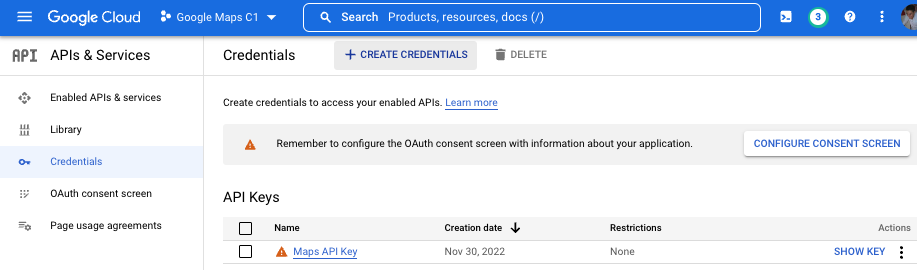 Google Cloud
Google Maps C1
Search Products, resources, docs (/)
3
API APIs & Services
Credentials
+ CREATE CREDENTIALS
DELETE
Enabled APIs & services
Library
Credentials
OAuth consent screen
Page usage agreements
Create credentials to access your enabled APIs. Learn more
Remember to configure the OAuth consent screen with information about your application.
CONFIGURE CONSENT SCREEN
API Keys
Name Creation date Restrictions Actions
Maps API Key Nov 30, 2022 None SHOW KEY